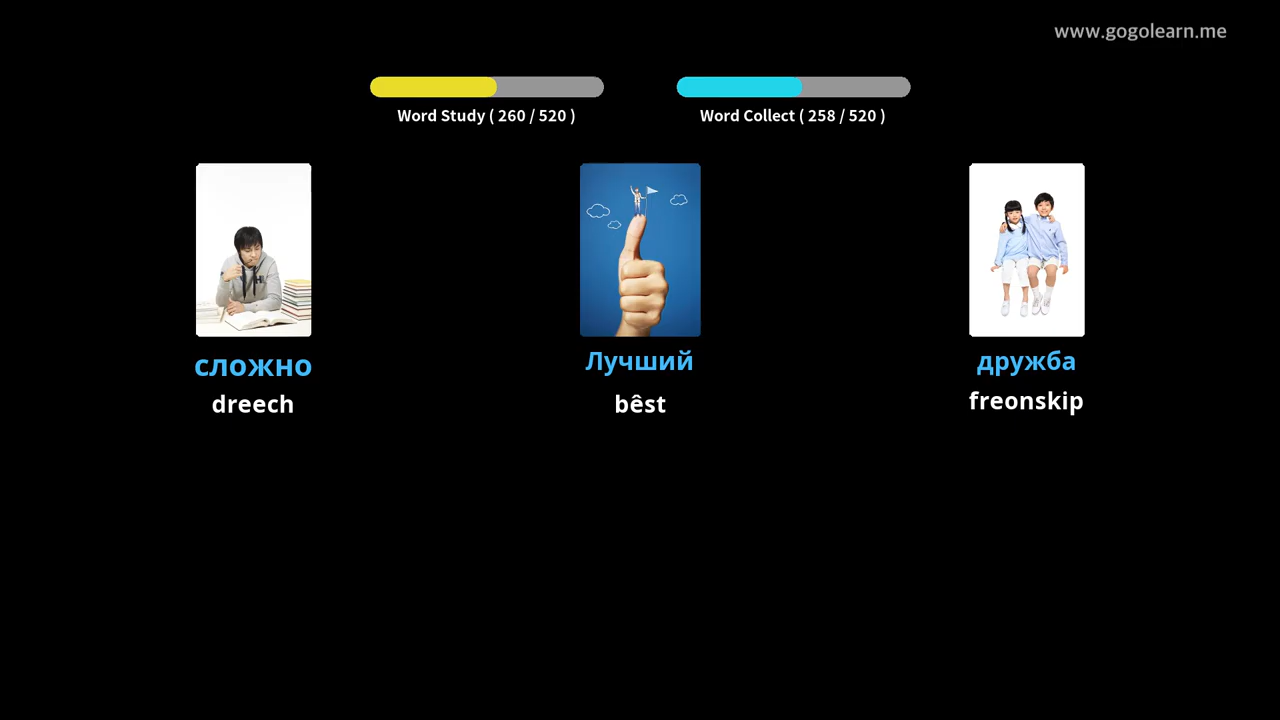 www.gogolearn.me
Word Study ( 260 / 520 )
Word Collect ( 258 / 520 )
сложно
Лучший
дружба
dreech
bêst
freonskip